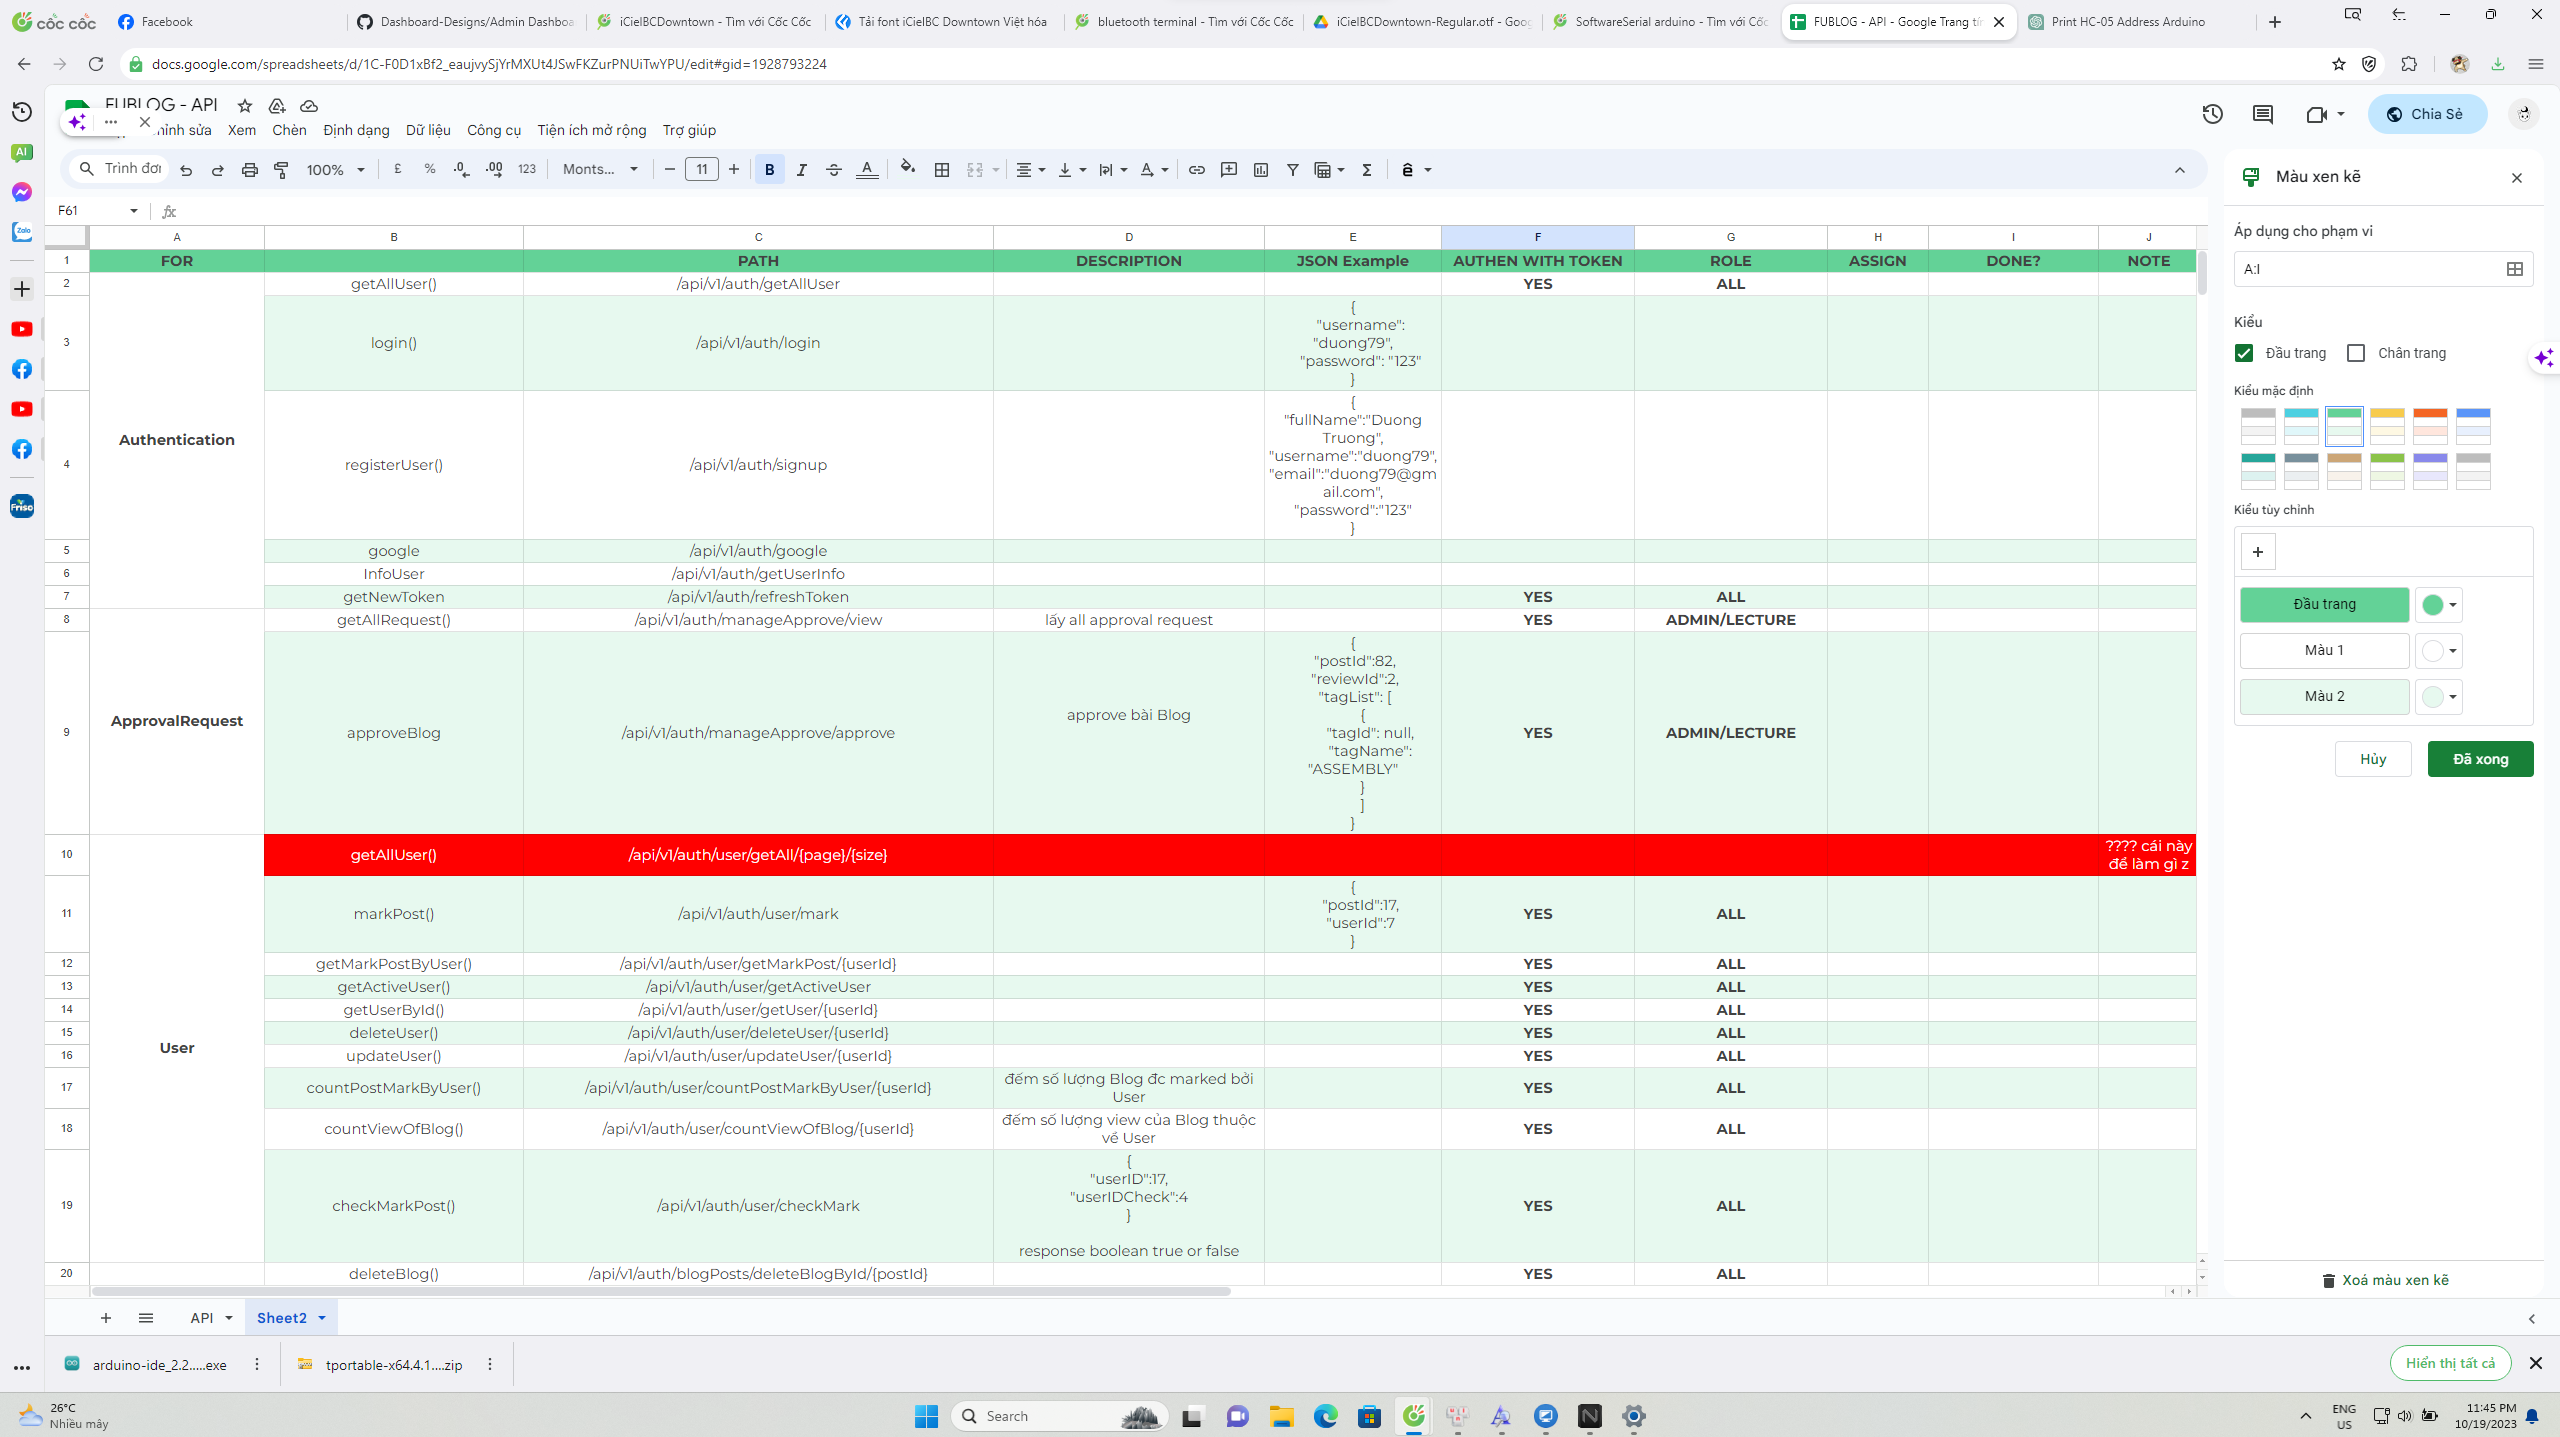 cốc cốc
Facebook
Dashboard-Designs/Admin Dashboa
iCielBCDowntown - Tìm với Cốc Cốc
Tải font iCielBC Downtown Việt hóa
bluetooth terminal - Tìm với Cốc Cốc
iCielBCDowntown-Regular.otf - Goog
SoftwareSerial arduino - Tìm với Cốc
FUBLOG - API - Google Trang tín
Print HC-05 Address Arduino
docs.google.com/spreadsheets/d/1C-F0D1xBf2_eaujvySjYrMXUt4JSwFKZurPNUiTwYPU/edit#gid=1928793224
FUBLOG - API
Xem Chèn Định dạng Dữ liệu Công cụ Tiện ích mở rộng Trợ giúp
Chia Sẻ
Trình đơn 100% £ % .0 .00 123 Monts... 11 B I S A
F61 fx
A B C D E F G H I J
1 FOR PATH DESCRIPTION JSON Example AUTHEN WITH TOKEN ROLE ASSIGN DONE? NOTE
2 getAllUser() /api/v1/auth/getAllUser YES ALL
Authentication
3 login() /api/v1/auth/login
{
"username":
"duong79",
"password": "123"
}
4 registerUser() /api/v1/auth/signup
{
"fullName":"Duong
Truong",
"username":"duong79",
"email":"duong79@gm
ail.com",
"password":"123"
}
5 google /api/v1/auth/google
6 InfoUser /api/v1/auth/getUserInfo
7 getNewToken /api/v1/auth/refreshToken YES ALL
8 getAllRequest() /api/v1/auth/manageApprove/view lấy all approval request YES ADMIN/LECTURE
ApprovalRequest
9 approveBlog /api/v1/auth/manageApprove/approve approve bài Blog
{
"postId":82,
"reviewId":2,
"tagList": [
{
"tagId": null,
"tagName":
"ASSEMBLY"
}
]
}
YES ADMIN/LECTURE
10 getAllUser() /api/v1/auth/user/getAll/{page}/{size}
???? cái này
để làm gì z
11 markPost() /api/v1/auth/user/mark
{
"postId":17,
"userId":7
}
YES ALL
12 getMarkPostByUser() /api/v1/auth/user/getMarkPost/{userId} YES ALL
13 getActiveUser() /api/v1/auth/user/getActiveUser YES ALL
14 getUserById() /api/v1/auth/user/getUser/{userId} YES ALL
15 deleteUser() /api/v1/auth/user/deleteUser/{userId} YES ALL
User
16 updateUser() /api/v1/auth/user/updateUser/{userId} YES ALL
17 countPostMarkByUser() /api/v1/auth/user/countPostMarkByUser/{userId}
đếm số lượng Blog đc marked bởi
User
YES ALL
18 countViewOfBlog() /api/v1/auth/user/countViewOfBlog/{userId}
đếm số lượng view của Blog thuộc
về User
YES ALL
19 checkMarkPost() /api/v1/auth/user/checkMark
{
"userID":17,
"userIDCheck":4
}
response boolean true or false
YES ALL
20 deleteBlog() /api/v1/auth/blogPosts/deleteBlogById/{postId} YES ALL
API Sheet2
Màu xen kẽ
Áp dụng cho phạm vi
A:I
Kiểu
Đầu trang Chân trang
Kiểu mặc định
Kiểu tùy chỉnh
Đầu trang
Màu 1
Màu 2
Hủy Đã xong
Xoá màu xen kẽ
AI
Zalo
Friso
arduino-ide_2.2.....exe
tportable-x64.4.1....zip
Hiển thị tất cả
26°C
Nhiều mây
Search
ENG
US
11:45 PM
10/19/2023